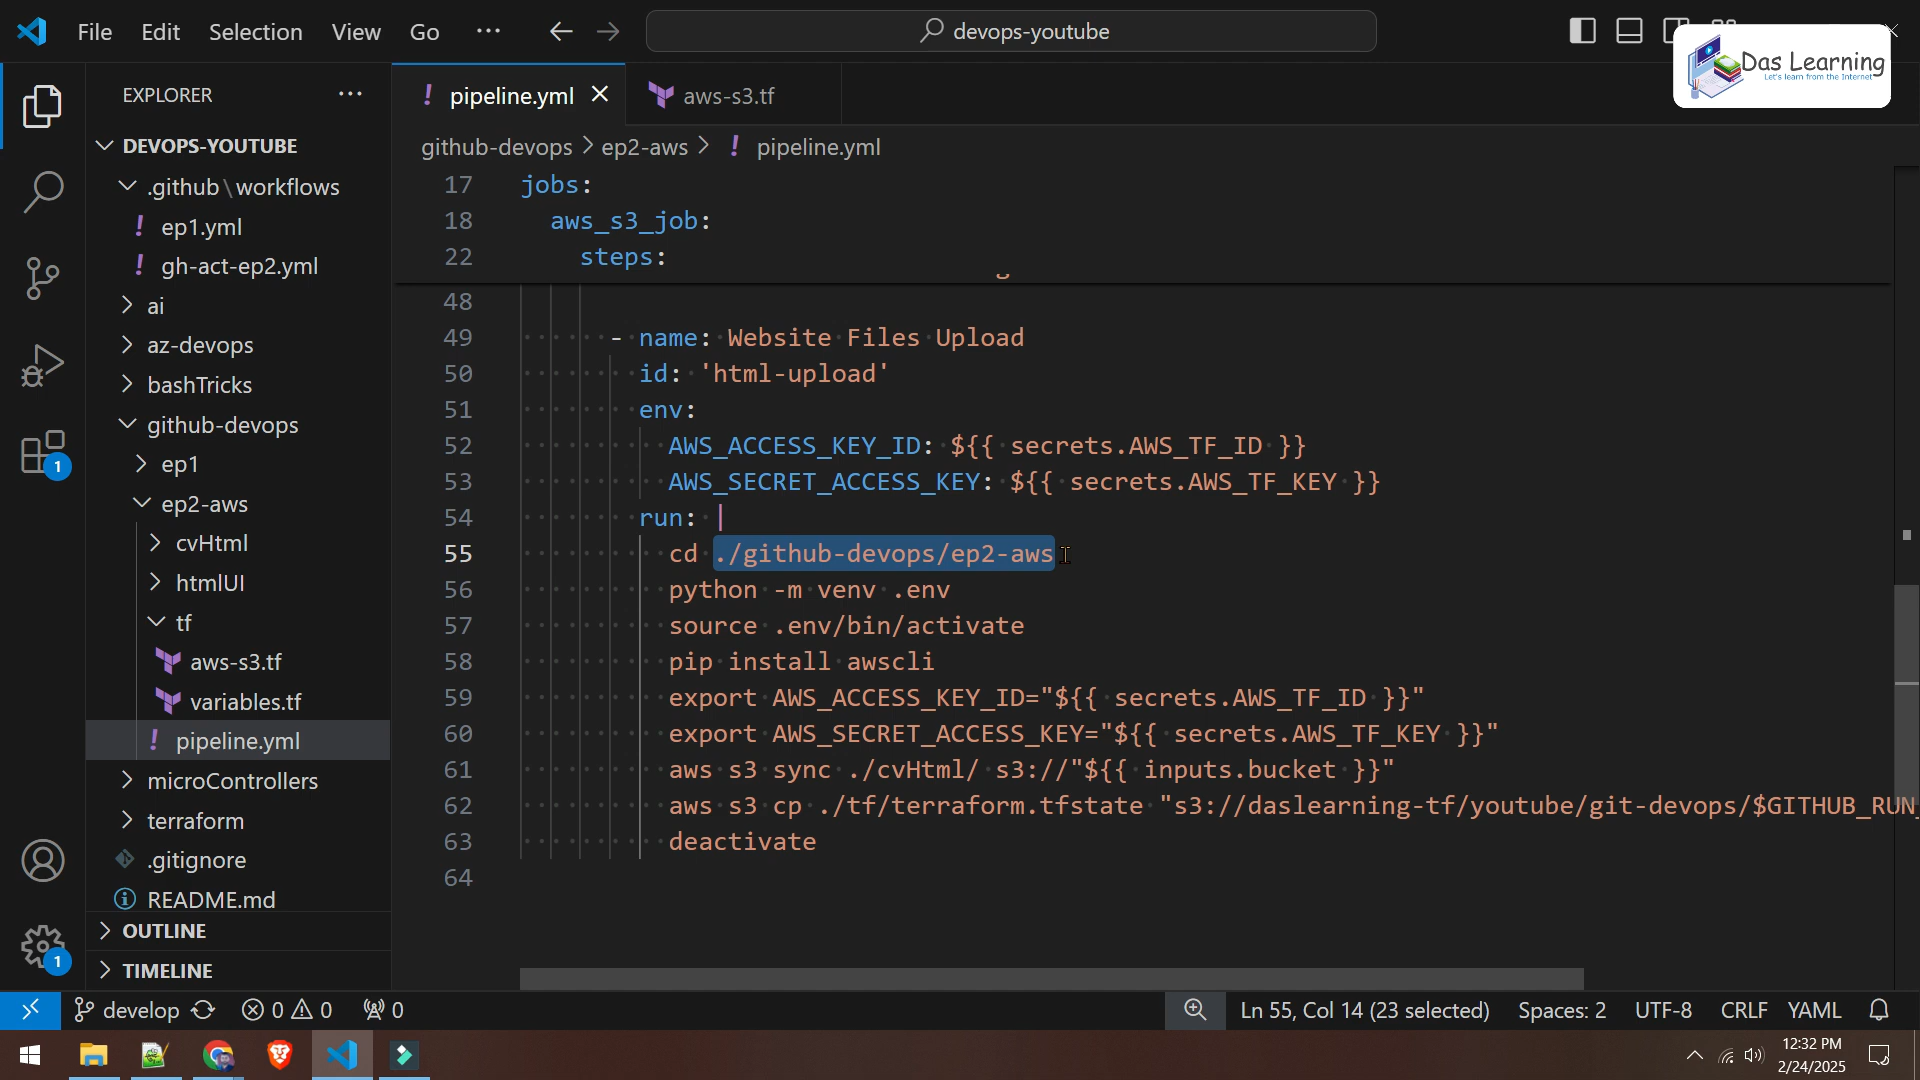 File Edit Selection View Go ··· devops-youtube
Das Learning
Let's learn from the Internet
EXPLORER ···
pipeline.yml
aws-s3.tf
DEVOPS-YOUTUBE
.github\workflows
ep1.yml
gh-act-ep2.yml
ai
az-devops
bashTricks
github-devops
ep1
ep2-aws
cvHtml
htmlUI
tf
aws-s3.tf
variables.tf
pipeline.yml
microControllers
terraform
.gitignore
README.md
OUTLINE
TIMELINE
1
1
github-devops > ep2-aws > ! pipeline.yml
17 jobs:
18 aws_s3_job:
22 steps:
48
49 - name: Website Files Upload
50 id: 'html-upload'
51 env:
52 AWS_ACCESS_KEY_ID: ${{ secrets.AWS_TF_ID }}
53 AWS_SECRET_ACCESS_KEY: ${{ secrets.AWS_TF_KEY }}
54 run: |
55 cd ./github-devops/ep2-aws
56 python -m venv .env
57 source .env/bin/activate
58 pip install awscli
59 export AWS_ACCESS_KEY_ID="${{ secrets.AWS_TF_ID }}"
60 export AWS_SECRET_ACCESS_KEY="${{ secrets.AWS_TF_KEY }}"
61 aws s3 sync ./cvHtml/ s3://"${{ inputs.bucket }}"
62 aws s3 cp ./tf/terraform.tfstate "s3://daslearning-tf/youtube/git-devops/$GITHUB_RUN_
63 deactivate
64
develop 0 0 0 Ln 55, Col 14 (23 selected) Spaces: 2 UTF-8 CRLF YAML
12:32 PM
2/24/2025